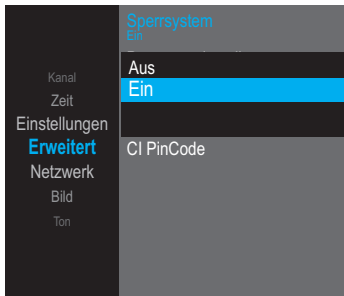 Sperrsystem
Ein
Aus
Ein
CI PinCode
Kanal
Zeit
Einstellungen
Erweitert
Netzwerk
Bild
Ton